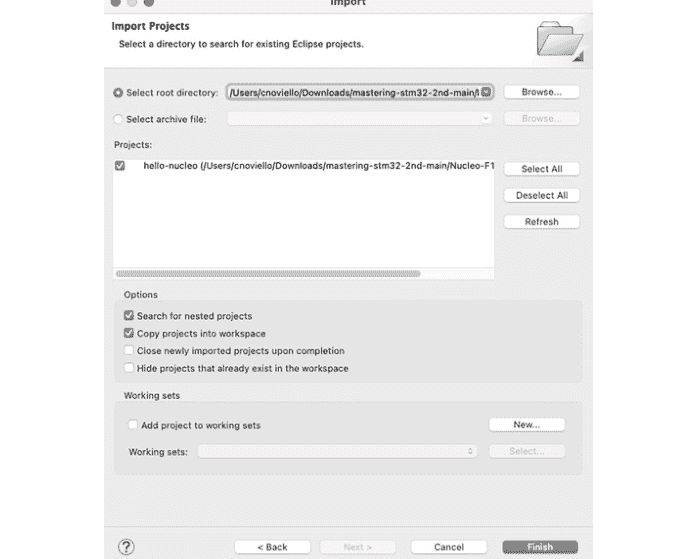 Import
Import Projects
Select a directory to search for existing Eclipse projects.
Select root directory: /Users/cnoviello/Downloads/mastering-stm32-2nd-main/ Browse...
Select archive file: Browse...
Projects:
hello-nucleo (/Users/cnoviello/Downloads/mastering-stm32-2nd-main/Nucleo-F1
Select All
Deselect All
Refresh
Options
Search for nested projects
Copy projects into workspace
Close newly imported projects upon completion
Hide projects that already exist in the workspace
Working sets
Add project to working sets New...
Working sets: Select...
? < Back Next > Cancel Finish